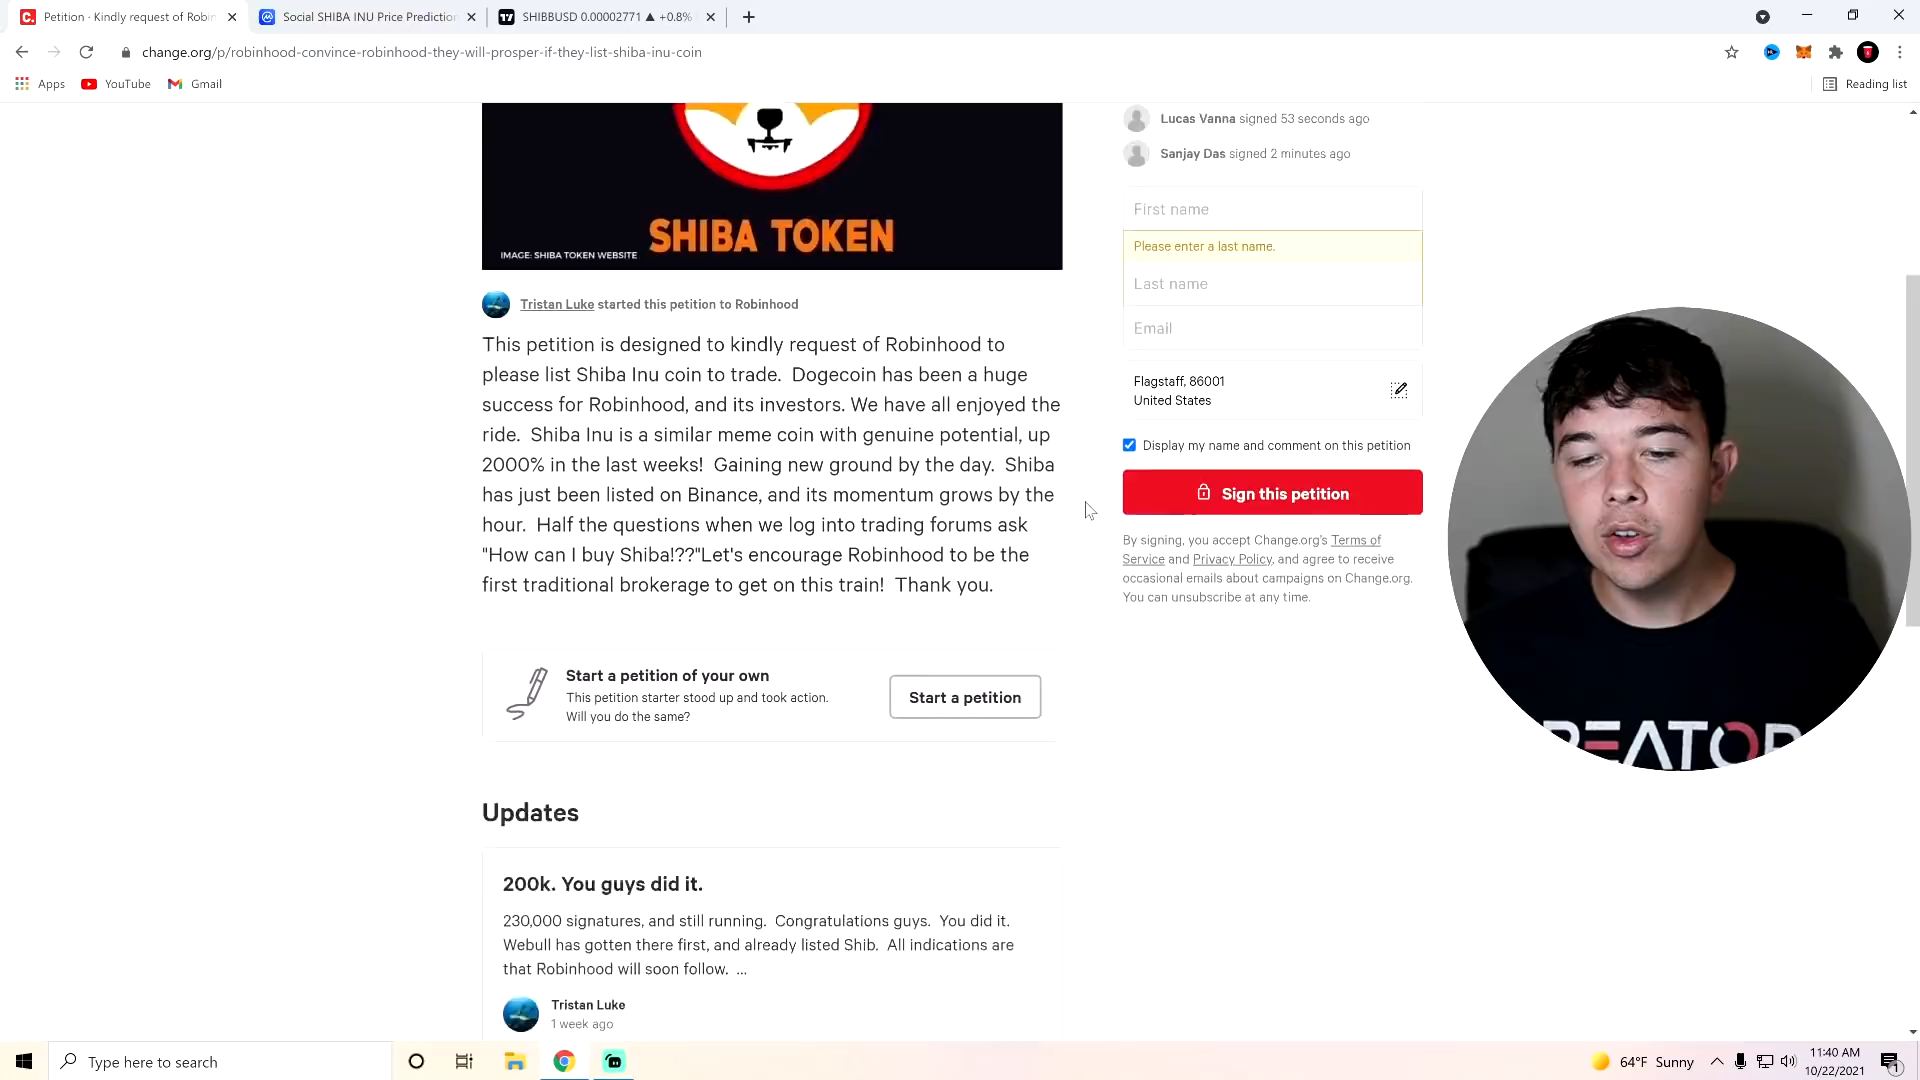 Petition · Kindly request of Robin
Social SHIBA INU Price Prediction
SHIBBUSD 0.00002771 ▲ +0.8%
change.org/p/robinhood-convince-robinhood-they-will-prosper-if-they-list-shiba-inu-coin
Apps
YouTube
Gmail
Reading list
SHIBA TOKEN
IMAGE: SHIBA TOKEN WEBSITE
Tristan Luke started this petition to Robinhood
This petition is designed to kindly request of Robinhood to
please list Shiba Inu coin to trade. Dogecoin has been a huge
success for Robinhood, and its investors. We have all enjoyed the
ride. Shiba Inu is a similar meme coin with genuine potential, up
2000% in the last weeks! Gaining new ground by the day. Shiba
has just been listed on Binance, and its momentum grows by the
hour. Half the questions when we log into trading forums ask
"How can I buy Shiba!??"Let's encourage Robinhood to be the
first traditional brokerage to get on this train! Thank you.
Start a petition of your own
This petition starter stood up and took action.
Will you do the same?
Start a petition
Updates
200k. You guys did it.
230,000 signatures, and still running. Congratulations guys. You did it.
Webull has gotten there first, and already listed Shib. All indications are
that Robinhood will soon follow. ...
Tristan Luke
1 week ago
Lucas Vanna signed 53 seconds ago
Sanjay Das signed 2 minutes ago
First name
Please enter a last name.
Last name
Email
Flagstaff, 86001
United States
Display my name and comment on this petition
Sign this petition
By signing, you accept Change.org's Terms of
Service and Privacy Policy, and agree to receive
occasional emails about campaigns on Change.org.
You can unsubscribe at any time.
Type here to search
64°F Sunny
11:40 AM
10/22/2021
1